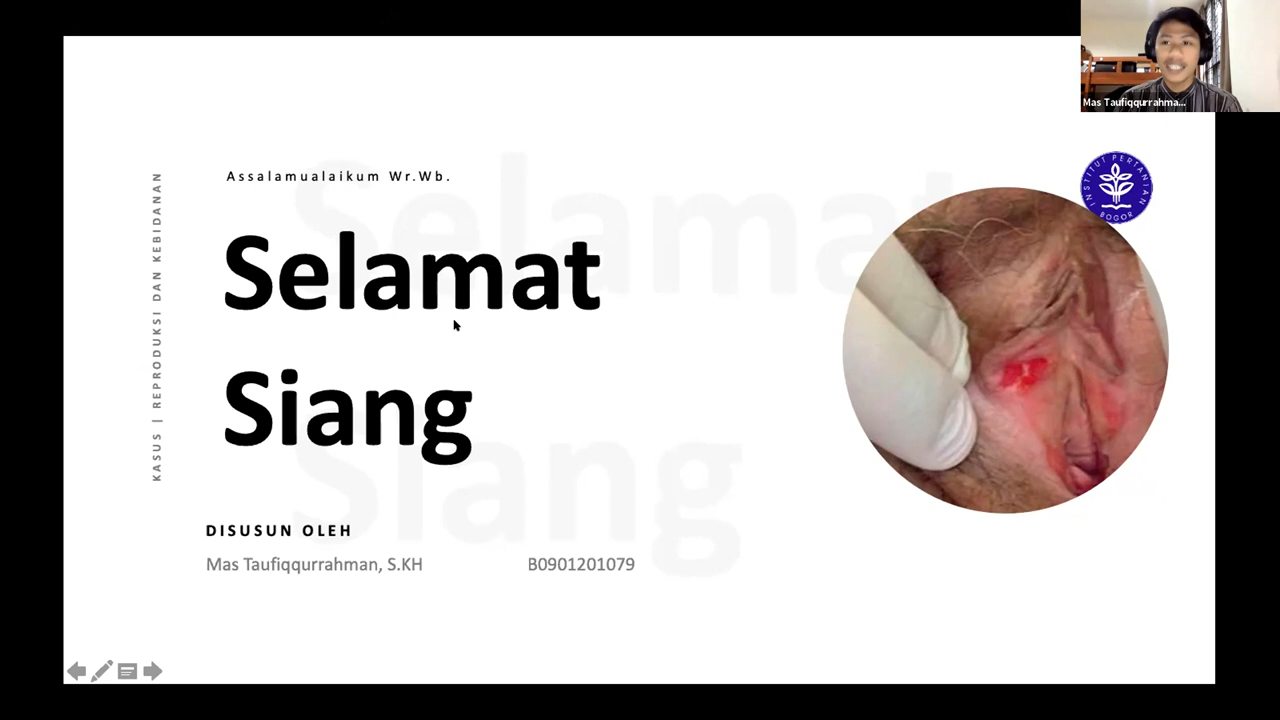 Mas Taufiqqurrahma...
INSTITUT PERTANIAN
BOGOR
KASUS | REPRODUKSI DAN KEBIDANAN
Assalamualaikum Wr.Wb.
Selamat
Siang
Selamat
Siang
DISUSUN OLEH
Mas Taufiqqurrahman, S.KH B0901201079